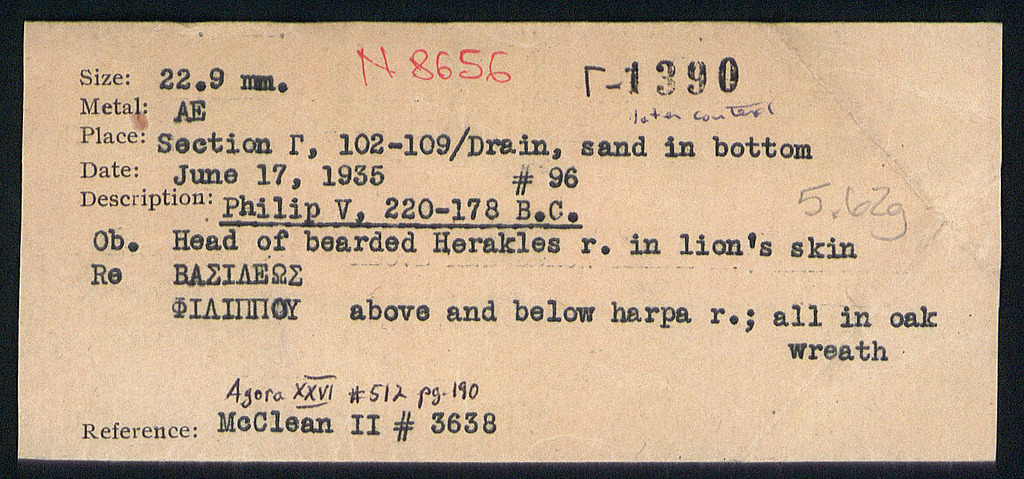 N 8656
Γ-1390
later context
Size: 22.9 mm.
Metal: AE
Place: Section Γ, 102-109/Drain, sand in bottom
Date: June 17, 1935 # 96
5.62g
Description: Philip V, 220-178 B.C.
Ob. Head of bearded Herakles r. in lion's skin
Re ΒΑΣΙΛΕΩΣ
ΦΙΛΙΠΠΟΥ above and below harpa r.; all in oak
wreath
Agora XXVI #512 pg. 190
Reference: McClean II # 3638